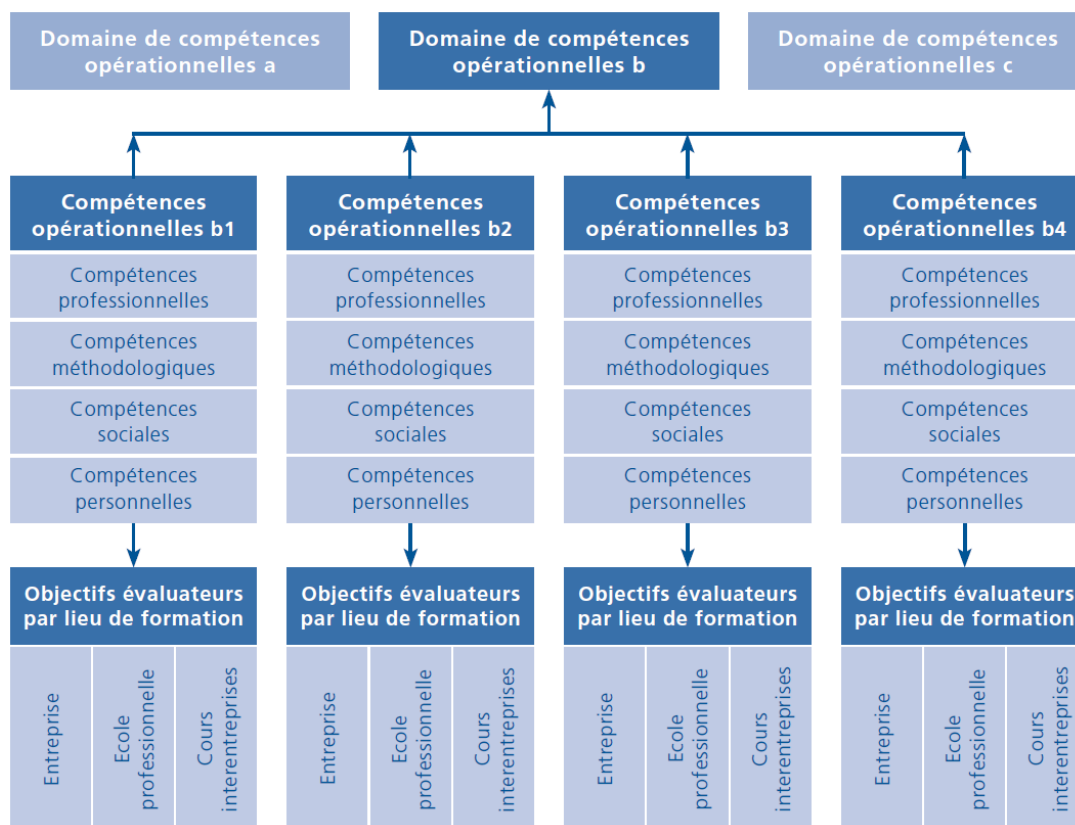 Domaine de compétences
opérationnelles a
Domaine de compétences
opérationnelles b
Domaine de compétences
opérationnelles c
Compétences
opérationnelles b1
Compétences
opérationnelles b2
Compétences
opérationnelles b3
Compétences
opérationnelles b4
Compétences
professionnelles
Compétences
professionnelles
Compétences
professionnelles
Compétences
professionnelles
Compétences
méthodologiques
Compétences
méthodologiques
Compétences
méthodologiques
Compétences
méthodologiques
Compétences
sociales
Compétences
sociales
Compétences
sociales
Compétences
sociales
Compétences
personnelles
Compétences
personnelles
Compétences
personnelles
Compétences
personnelles
Objectifs évaluateurs
par lieu de formation
Objectifs évaluateurs
par lieu de formation
Objectifs évaluateurs
par lieu de formation
Objectifs évaluateurs
par lieu de formation
Entreprise
Ecole
professionnelle
Cours
interentreprises
Entreprise
Ecole
professionnelle
Cours
interentreprises
Entreprise
Ecole
professionnelle
Cours
interentreprises
Entreprise
Ecole
professionnelle
Cours
interentreprises